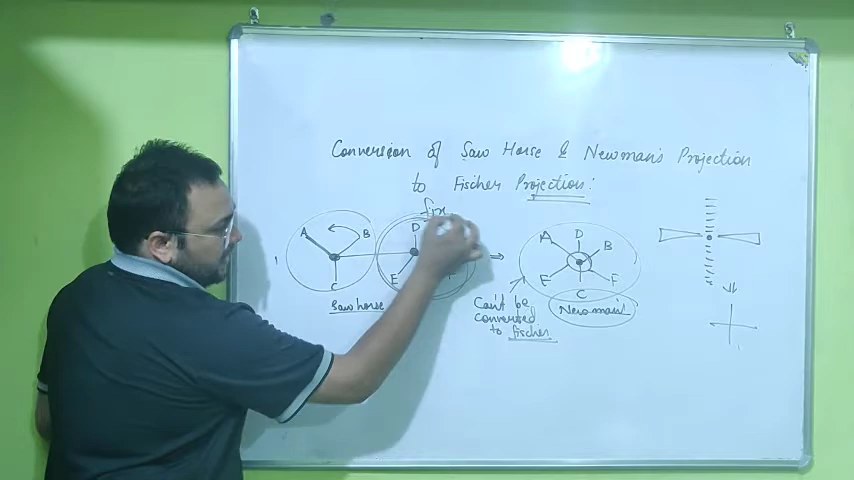 Conversion of Saw Horse & Newman's Projection
to Fischer Projection:
fix
A B D
C E
Saw horse
A D B
E F
C
Newman's
Can't be
converted
to fischer